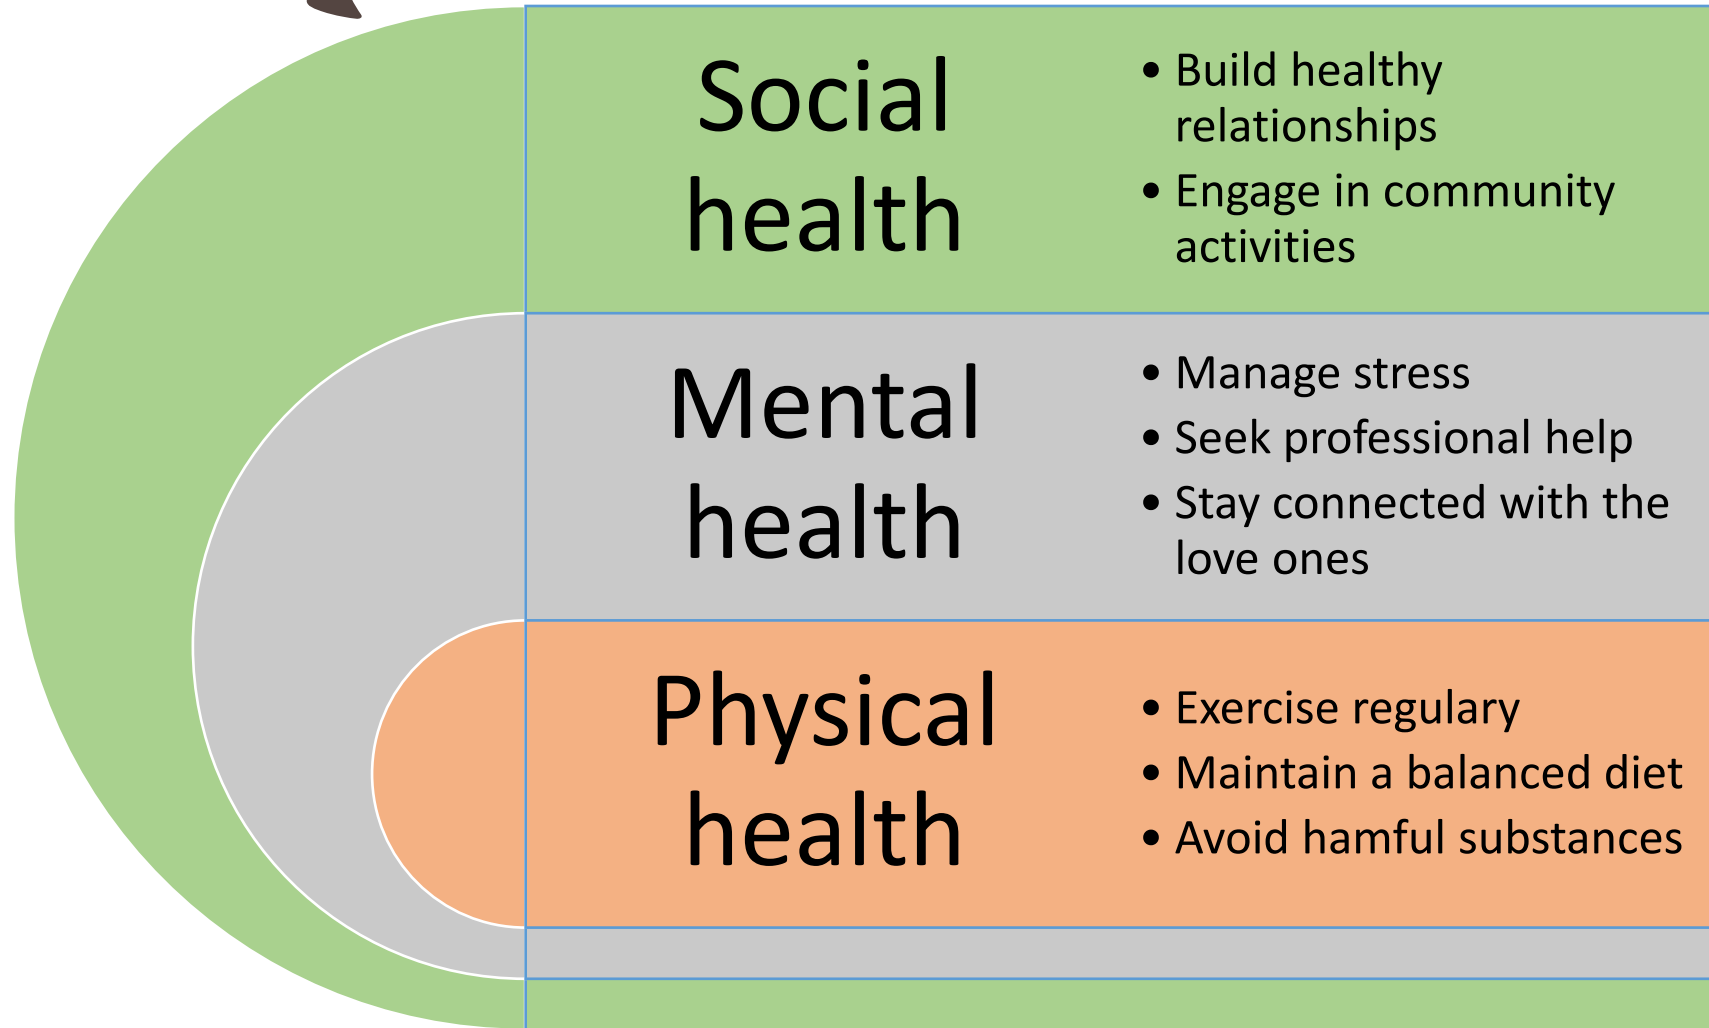 Social
health
• Build healthy
relationships
• Engage in community
activities
Mental
health
• Manage stress
• Seek professional help
• Stay connected with the
love ones
Physical
health
• Exercise regulary
• Maintain a balanced diet
• Avoid hamful substances